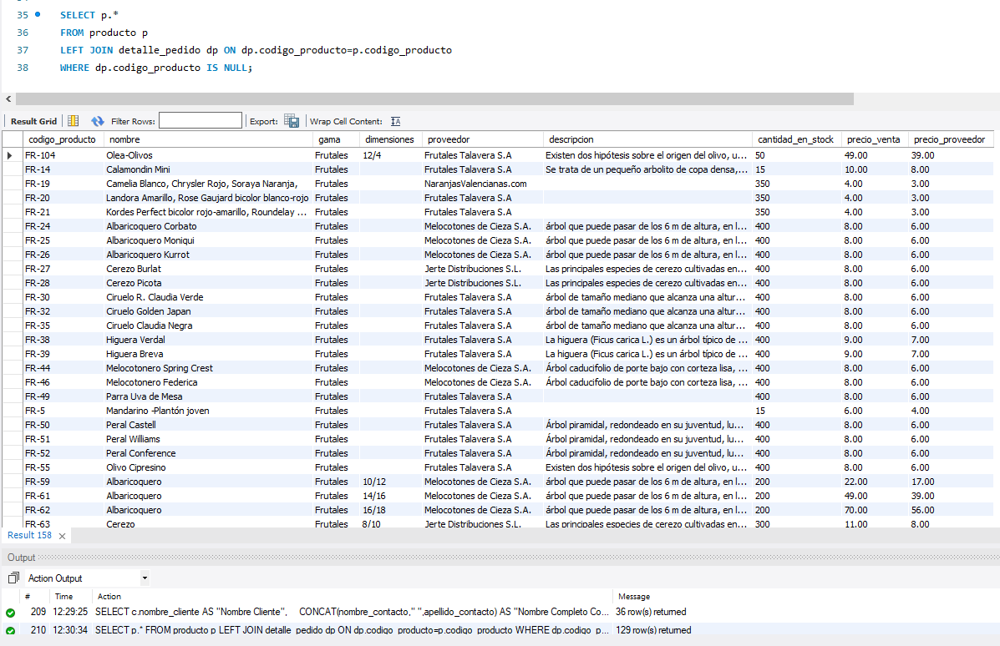 35 SELECT p.*
36 FROM producto p
37 LEFT JOIN detalle_pedido dp ON dp.codigo_producto=p.codigo_producto
38 WHERE dp.codigo_producto IS NULL;
Result Grid Filter Rows: Export: Wrap Cell Content:
codigo_producto nombre gama dimensiones proveedor descripcion cantidad_en_stock precio_venta precio_proveedor
FR-104 Olea-Olivos Frutales 12/4 Frutales Talavera S.A Existen dos hipótesis sobre el origen del olivo, u... 50 49.00 39.00
FR-14 Calamondin Mini Frutales Frutales Talavera S.A Se trata de un pequeño arbolito de copa densa,... 15 10.00 8.00
FR-19 Camelia Blanco, Chrysler Rojo, Soraya Naranja, Frutales NaranjasValencianas.com 350 4.00 3.00
FR-20 Landora Amarillo, Rose Gaujard bicolor blanco-rojo Frutales Frutales Talavera S.A 350 4.00 3.00
FR-21 Kordes Perfect bicolor rojo-amarillo, Roundelay ... Frutales Frutales Talavera S.A 350 4.00 3.00
FR-24 Albaricoquero Corbato Frutales Melocotones de Cieza S.A. árbol que puede pasar de los 6 m de altura, en l... 400 8.00 6.00
FR-25 Albaricoquero Moniqui Frutales Melocotones de Cieza S.A. árbol que puede pasar de los 6 m de altura, en l... 400 8.00 6.00
FR-26 Albaricoquero Kurrot Frutales Melocotones de Cieza S.A. árbol que puede pasar de los 6 m de altura, en l... 400 8.00 6.00
FR-27 Cerezo Burlat Frutales Jerte Distribuciones S.L. Las principales especies de cerezo cultivadas en... 400 8.00 6.00
FR-28 Cerezo Picota Frutales Jerte Distribuciones S.L. Las principales especies de cerezo cultivadas en... 400 8.00 6.00
FR-30 Ciruelo R. Claudia Verde Frutales Frutales Talavera S.A árbol de tamaño mediano que alcanza una altur... 400 8.00 6.00
FR-32 Ciruelo Golden Japan Frutales Frutales Talavera S.A árbol de tamaño mediano que alcanza una altur... 400 8.00 6.00
FR-35 Ciruelo Claudia Negra Frutales Frutales Talavera S.A árbol de tamaño mediano que alcanza una altur... 400 8.00 6.00
FR-38 Higuera Verdal Frutales Frutales Talavera S.A La higuera (Ficus carica L.) es un árbol típico de ... 400 9.00 7.00
FR-39 Higuera Breva Frutales Frutales Talavera S.A La higuera (Ficus carica L.) es un árbol típico de ... 400 9.00 7.00
FR-44 Melocotonero Spring Crest Frutales Melocotones de Cieza S.A. Árbol caducifolio de porte bajo con corteza lisa, ... 400 8.00 6.00
FR-46 Melocotonero Federica Frutales Melocotones de Cieza S.A. Árbol caducifolio de porte bajo con corteza lisa, ... 400 8.00 6.00
FR-49 Parra Uva de Mesa Frutales Frutales Talavera S.A 400 8.00 6.00
FR-5 Mandarino -Plantón joven Frutales Frutales Talavera S.A 15 6.00 4.00
FR-50 Peral Castell Frutales Frutales Talavera S.A Árbol piramidal, redondeado en su juventud, lu... 400 8.00 6.00
FR-51 Peral Williams Frutales Frutales Talavera S.A Árbol piramidal, redondeado en su juventud, lu... 400 8.00 6.00
FR-52 Peral Conference Frutales Frutales Talavera S.A Árbol piramidal, redondeado en su juventud, lu... 400 8.00 6.00
FR-55 Olivo Cipresino Frutales Frutales Talavera S.A Existen dos hipótesis sobre el origen del olivo, u... 400 8.00 6.00
FR-59 Albaricoquero Frutales 10/12 Melocotones de Cieza S.A. árbol que puede pasar de los 6 m de altura, en l... 200 22.00 17.00
FR-61 Albaricoquero Frutales 14/16 Melocotones de Cieza S.A. árbol que puede pasar de los 6 m de altura, en l... 200 49.00 39.00
FR-62 Albaricoquero Frutales 16/18 Melocotones de Cieza S.A. árbol que puede pasar de los 6 m de altura, en l... 200 70.00 56.00
FR-63 Cerezo Frutales 8/10 Jerte Distribuciones S.L. Las principales especies de cerezo cultivadas en... 300 11.00 8.00
Result 158
Output
Action Output
# Time Action Message
209 12:29:25 SELECT c.nombre_cliente AS "Nombre Cliente", CONCAT(nombre_contacto," ",apellido_contacto) AS "Nombre Completo Co... 36 row(s) returned
210 12:30:34 SELECT p.* FROM producto p LEFT JOIN detalle_pedido dp ON dp.codigo_producto=p.codigo_producto WHERE dp.codigo_p... 129 row(s) returned